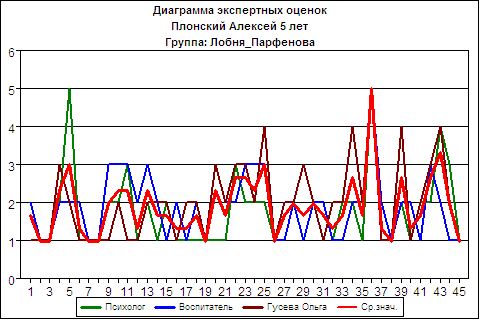 Диаграмма экспертных оценок
Плонский Алексей 5 лет
Группа: Лобня_Парфенова
6
5
4
3
2
1
0
1 3 5 7 9 11 13 15 17 19 21 23 25 27 29 31 33 35 37 39 41 43 45
Психолог Воспитатель Гусева Ольга Ср.знач.